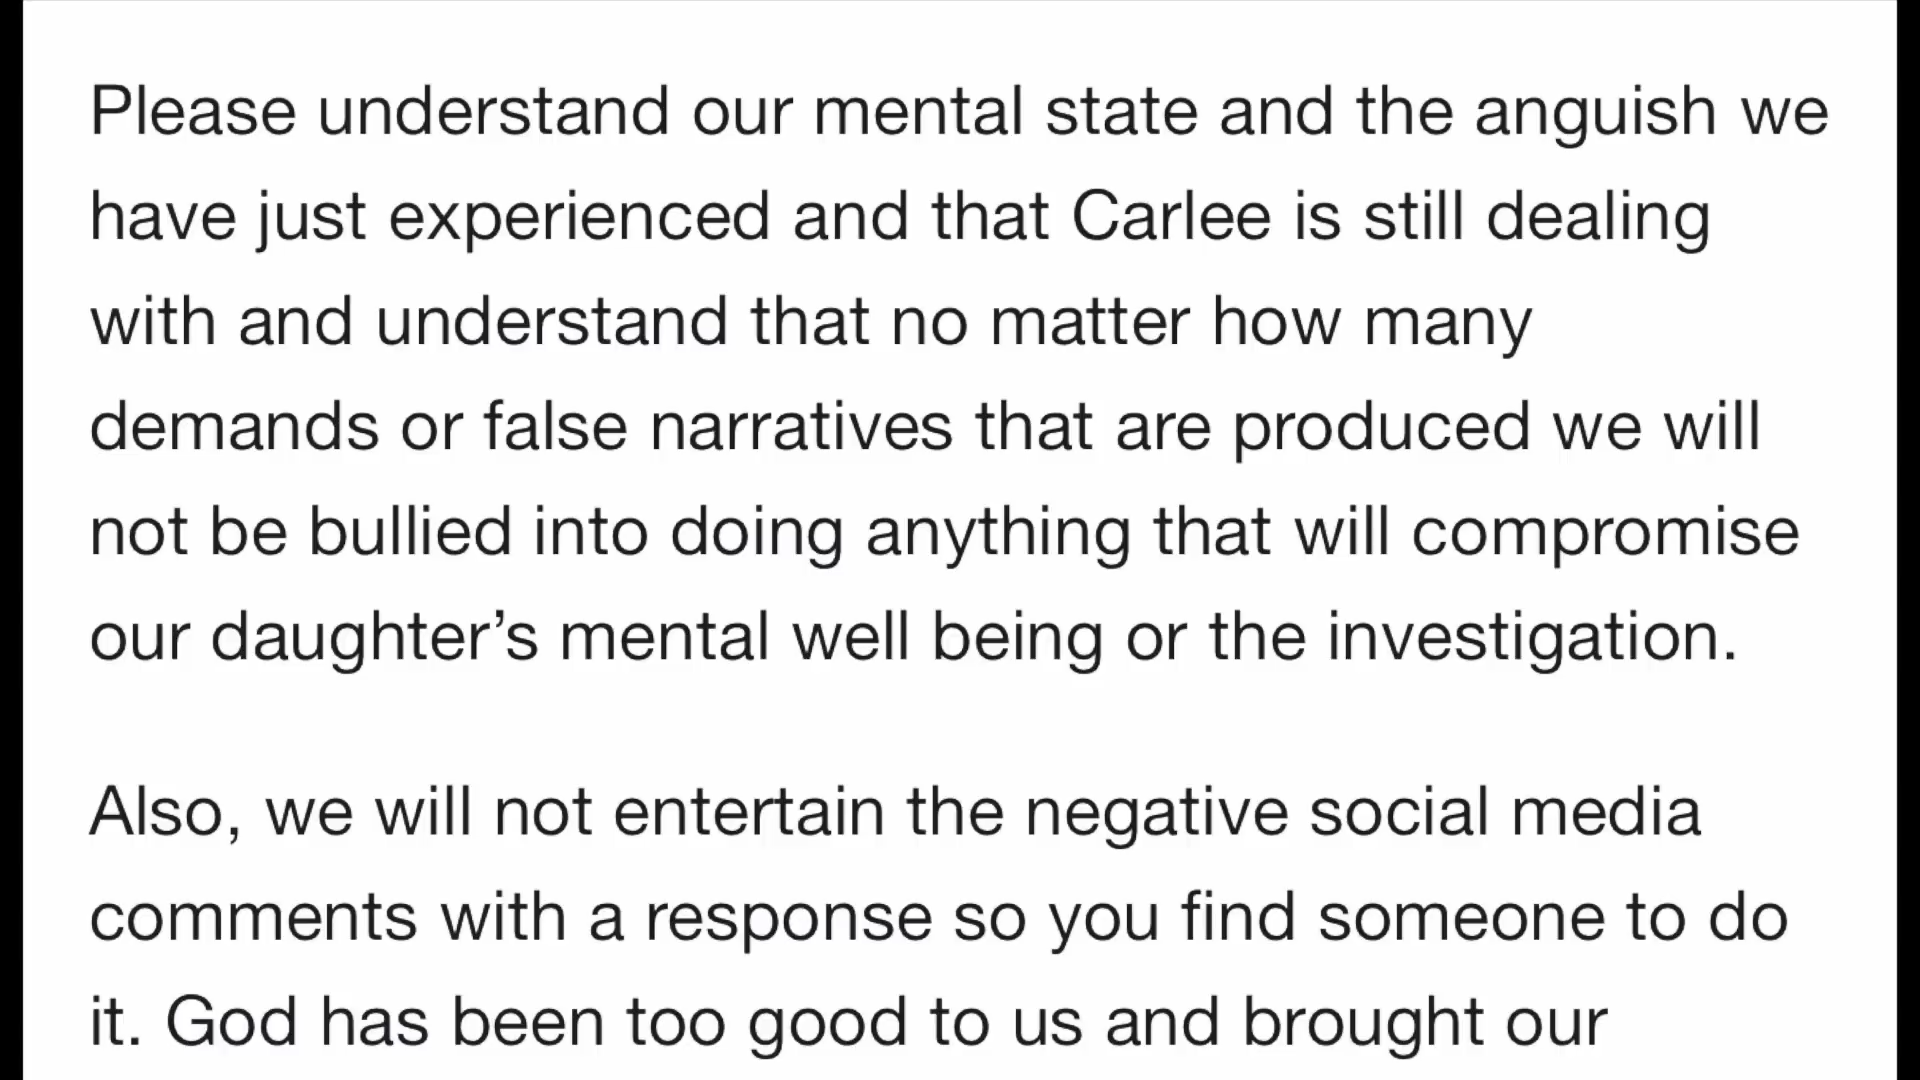 Please understand our mental state and the anguish we
have just experienced and that Carlee is still dealing
with and understand that no matter how many
demands or false narratives that are produced we will
not be bullied into doing anything that will compromise
our daughter’s mental well being or the investigation.
Also, we will not entertain the negative social media
comments with a response so you find someone to do
it. God has been too good to us and brought our